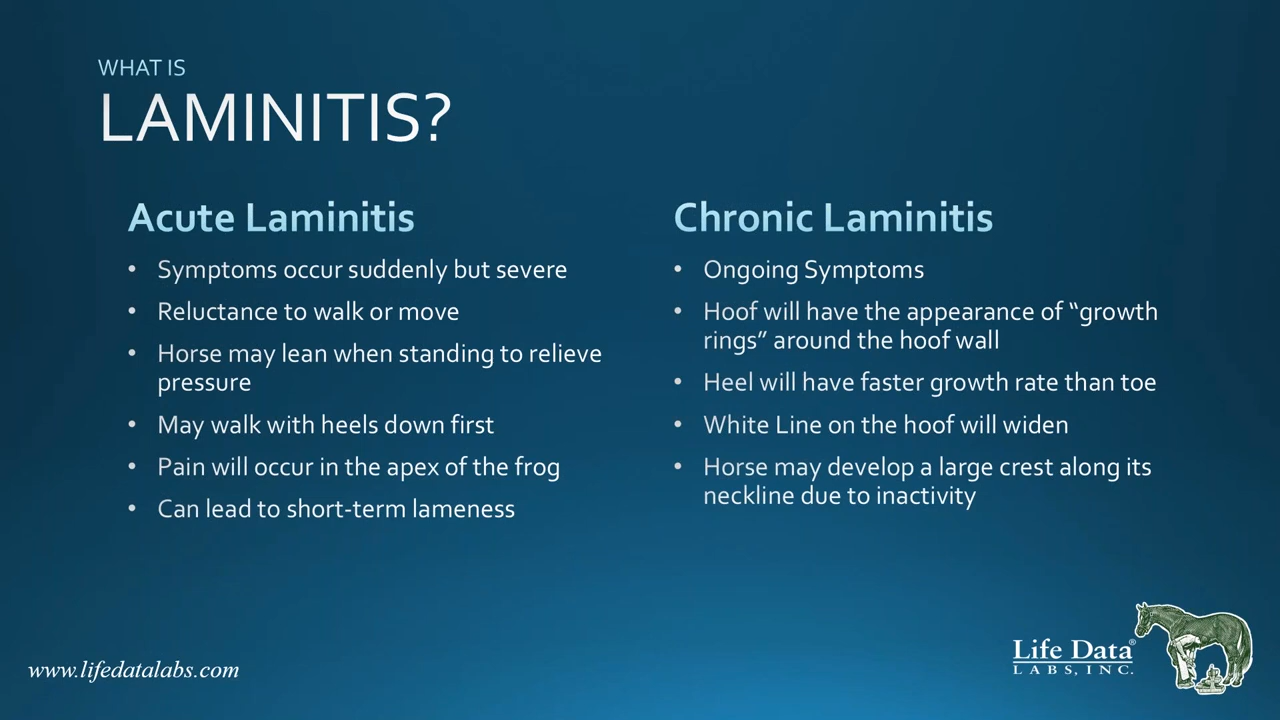 WHAT IS
LAMINITIS?
Acute Laminitis
• Symptoms occur suddenly but severe
• Reluctance to walk or move
• Horse may lean when standing to relieve
pressure
• May walk with heels down first
• Pain will occur in the apex of the frog
• Can lead to short-term lameness
Chronic Laminitis
• Ongoing Symptoms
• Hoof will have the appearance of “growth
rings” around the hoof wall
• Heel will have faster growth rate than toe
• White Line on the hoof will widen
• Horse may develop a large crest along its
neckline due to inactivity
www.lifedatalabs.com
Life Data®
LABS, INC.